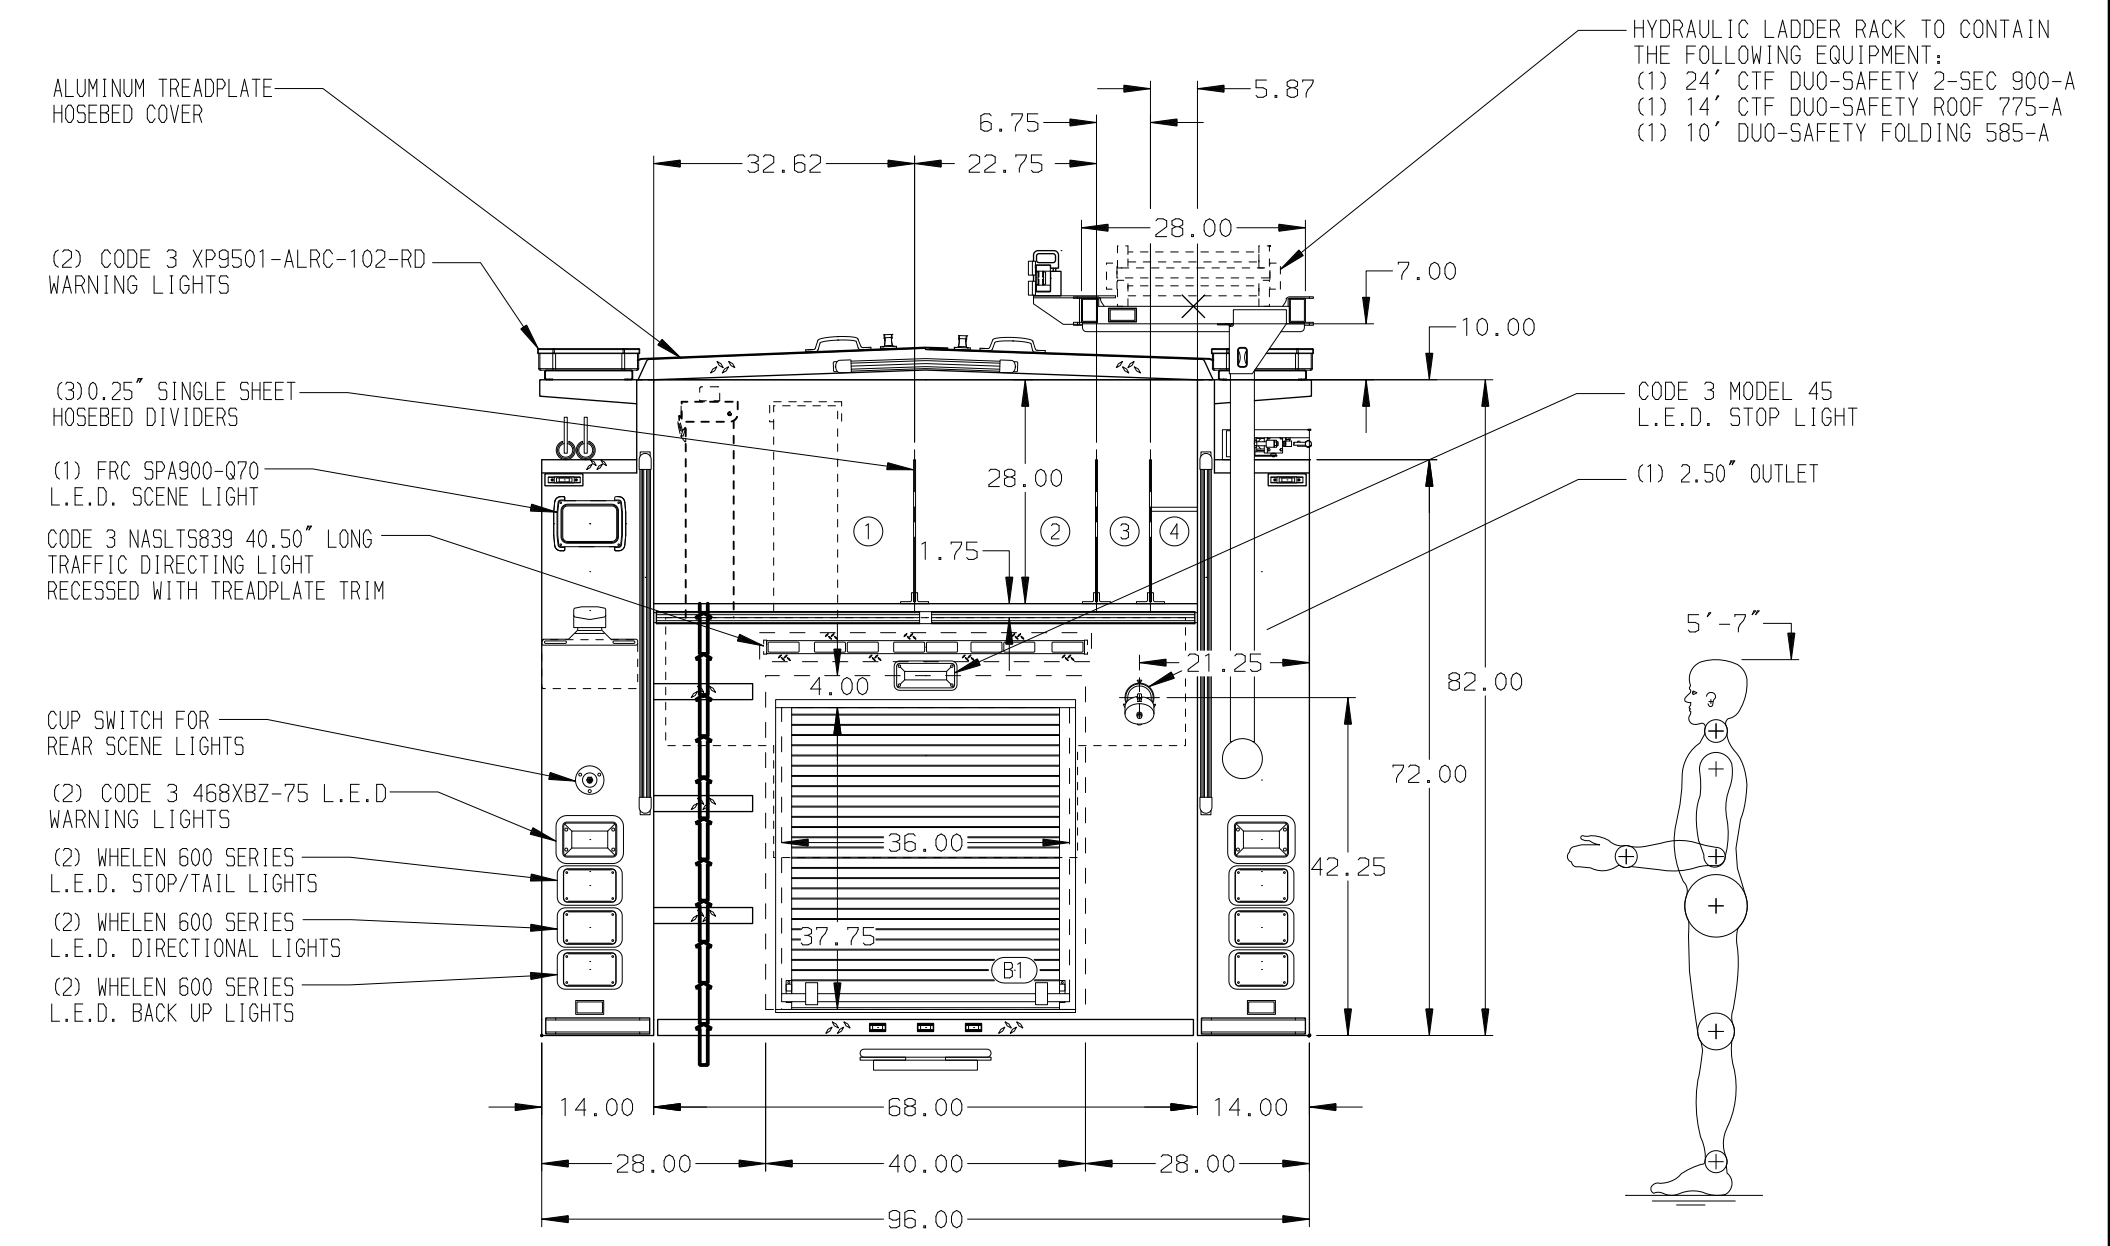 HYDRAULIC LADDER RACK TO CONTAIN
THE FOLLOWING EQUIPMENT:
(1) 24' CTF DUO-SAFETY 2-SEC 900-A
(1) 14' CTF DUO-SAFETY ROOF 775-A
(1) 10' DUO-SAFETY FOLDING 585-A
ALUMINUM TREADPLATE
HOSEBED COVER
5.87
6.75
32.62
22.75
28.00
(2) CODE 3 XP9501-ALRC-102-RD
WARNING LIGHTS
7.00
10.00
(3)0.25" SINGLE SHEET
HOSEBED DIVIDERS
CODE 3 MODEL 45
L.E.D. STOP LIGHT
(1) FRC SPA900-Q70
L.E.D. SCENE LIGHT
28.00
(1) 2.50" OUTLET
CODE 3 NASLTS839 40.50" LONG
TRAFFIC DIRECTING LIGHT
RECESSED WITH TREADPLATE TRIM
1
2
3
4
1.75
5'-7"
21.25
4.00
82.00
CUP SWITCH FOR
REAR SCENE LIGHTS
72.00
(2) CODE 3 468XBZ-75 L.E.D
WARNING LIGHTS
36.00
42.25
(2) WHELEN 600 SERIES
L.E.D. STOP/TAIL LIGHTS
(2) WHELEN 600 SERIES
L.E.D. DIRECTIONAL LIGHTS
37.75
B1
(2) WHELEN 600 SERIES
L.E.D. BACK UP LIGHTS
14.00
68.00
14.00
28.00
40.00
28.00
96.00